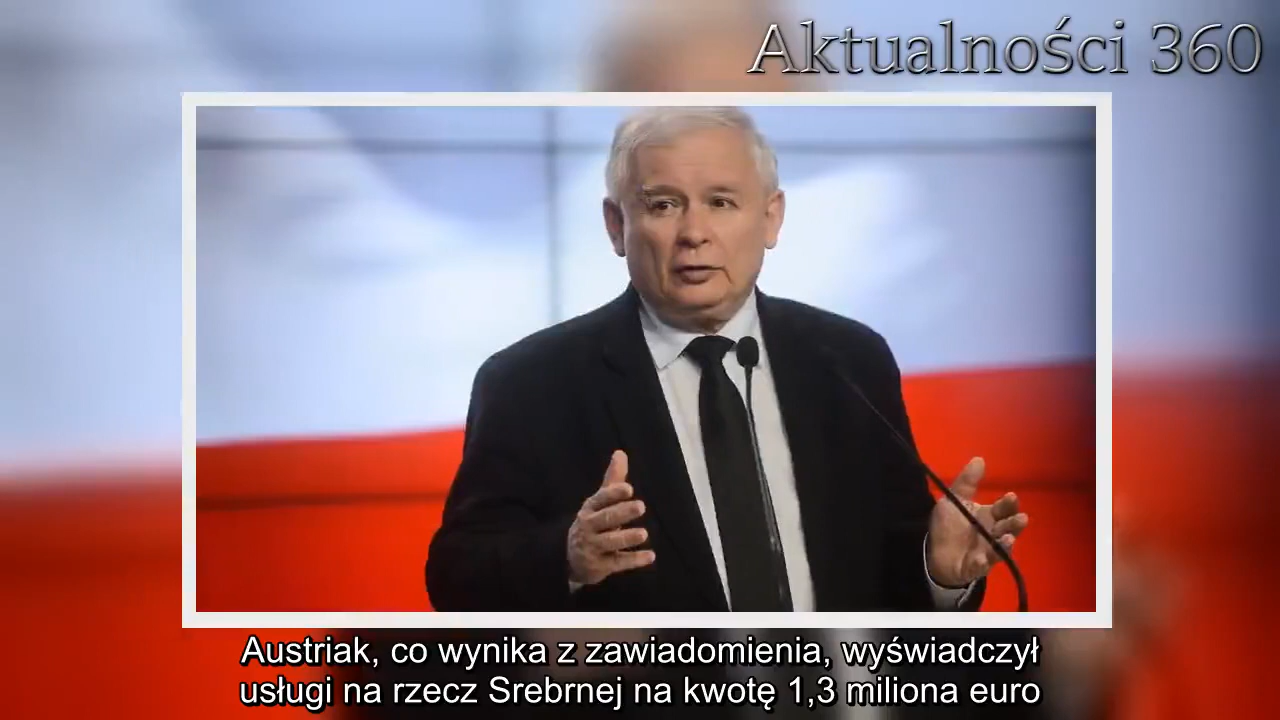 Aktualności 360
Austriak, co wynika z zawiadomienia, wyświadczył
usługi na rzecz Srebrnej na kwotę 1,3 miliona euro